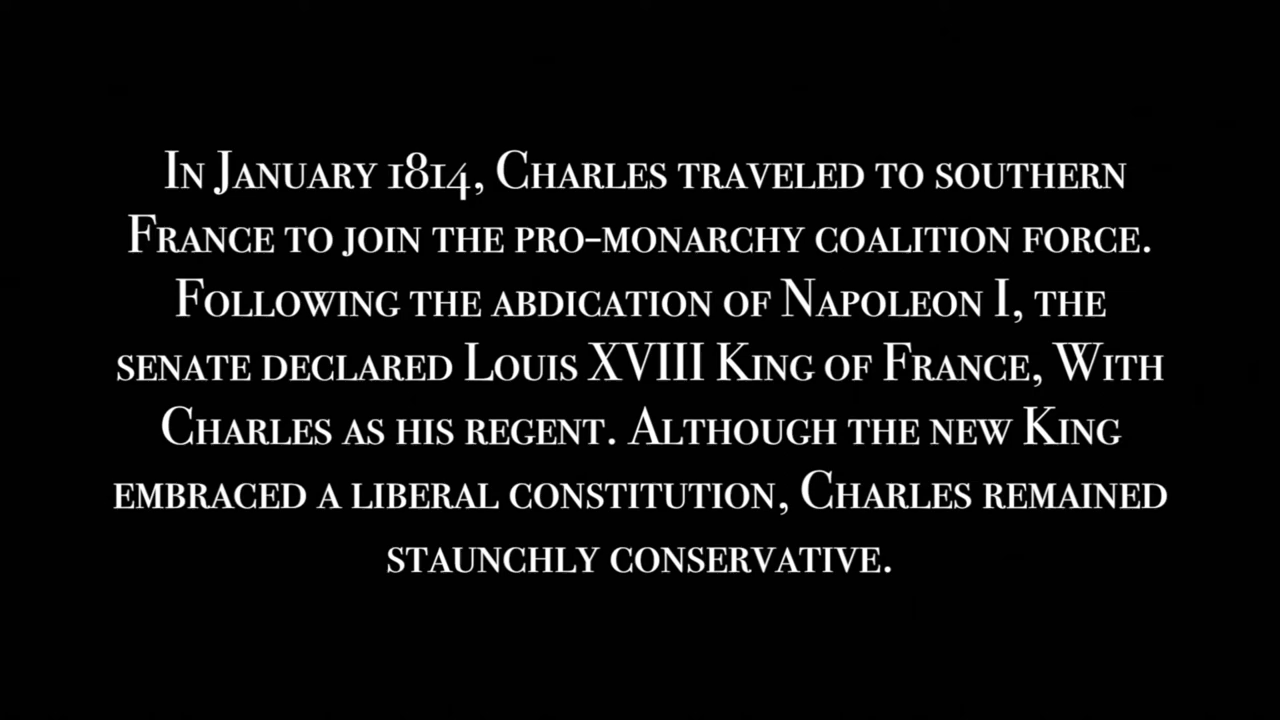 In January 1814, Charles traveled to southern
France to join the pro-monarchy coalition force.
Following the abdication of Napoleon I, the
senate declared Louis XVIII King of France, With
Charles as his regent. Although the new King
embraced a liberal constitution, Charles remained
staunchly conservative.